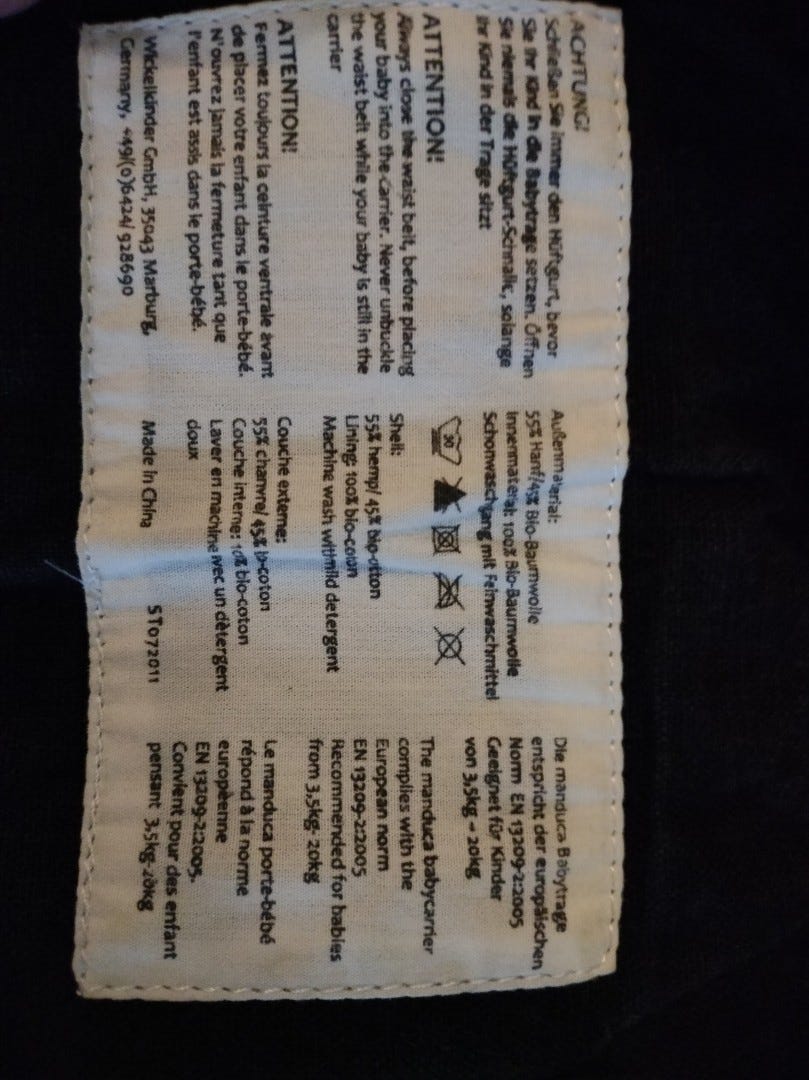 ACHTUNG!
Schließen Sie immer den Hüftgurt, bevor
Sie Ihr Kind in die Babytrage setzen. Öffnen
Sie niemals die Hüftgurt-Schnalle, solange
Ihr Kind in der Trage sitzt
ATTENTION!
Always close the waist belt, before placing
your baby into the carrier. Never unbuckle
the waist belt while your baby is still in the
carrier
ATTENTION!
Fermez toujours la ceinture ventrale avant
de placer votre enfant dans le porte-bébé.
N'ouvrez jamais la fermeture tant que
l'enfant est assis dans le porte-bébé.
Wickelkinder GmbH, 35043 Marburg,
Germany, +49/(0)6424/ 928690
Außenmaterial:
55% Hanf/45% Bio-Baumwolle
Innenmaterial: 100% Bio-Baumwolle
Schonwaschgang mit Feinwaschmittel
30
Shell:
55% hemp/ 45% bio-cotton
Lining: 100% bio-coton
Machine wash with mild detergent
Couche externe:
55% chanvre/ 45% b-coton
Couche interne: 10% bio-coton
Laver en machine avec un détergent
doux
Made in China ST072011
Die manduca Babytrage
entspricht der europäischen
Norm EN 13209-2:2005
Geeignet für Kinder
von 3,5kg – 20kg
The manduca babycarrier
complies with the
European norm
EN 13209-2:2005
Recommended for babies
from 3,5kg- 20kg
Le manduca porte-bébé
répond à la norme
européenne
EN 13209-2:2005.
Convient pour des enfant
pensant 3,5kg-20kg